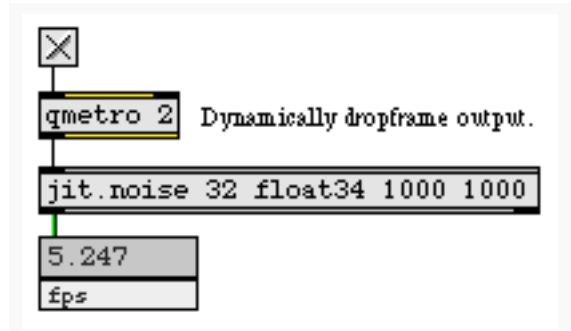 qmetro 2
Dynamically dropframe output.
jit.noise 32 float34 1000 1000
5.247
fps